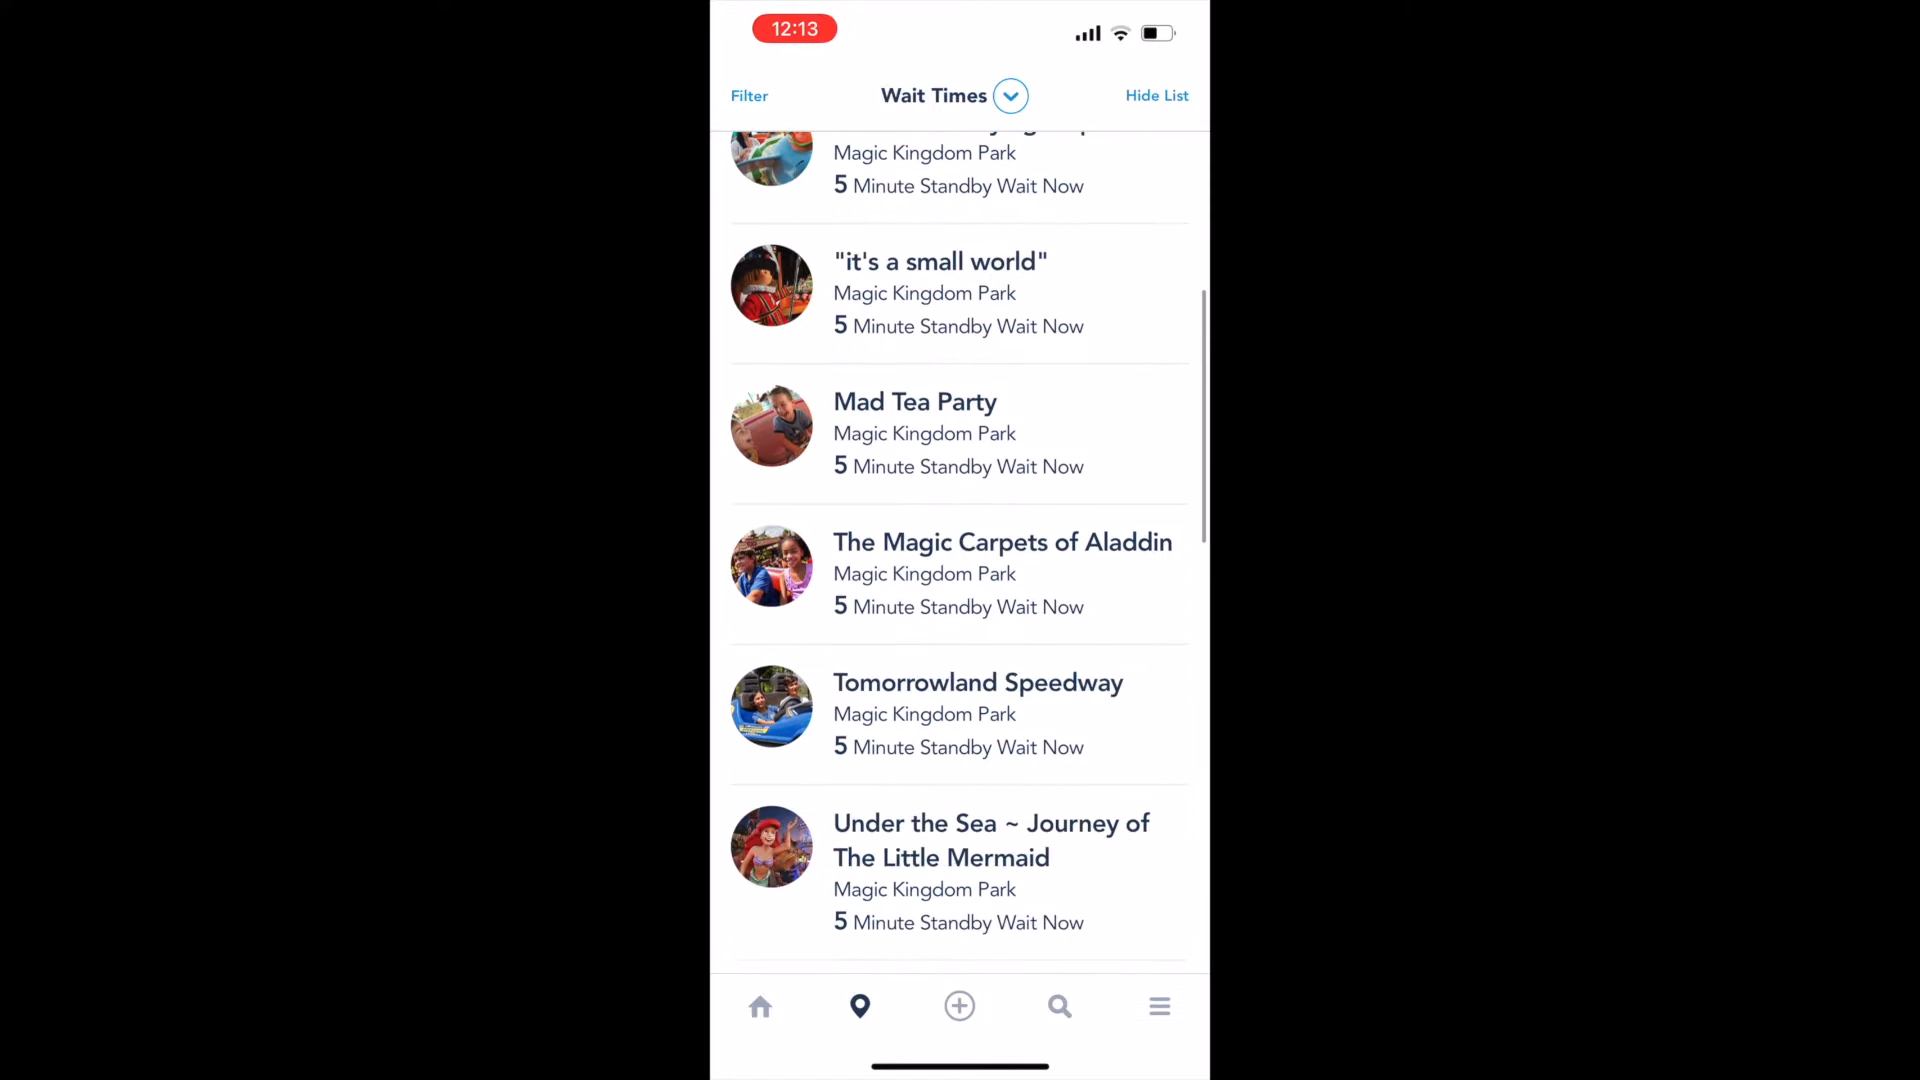 12:13
Filter
Wait Times
Hide List
Magic Kingdom Park
5 Minute Standby Wait Now
"it's a small world"
Magic Kingdom Park
5 Minute Standby Wait Now
Mad Tea Party
Magic Kingdom Park
5 Minute Standby Wait Now
The Magic Carpets of Aladdin
Magic Kingdom Park
5 Minute Standby Wait Now
Tomorrowland Speedway
Magic Kingdom Park
5 Minute Standby Wait Now
Under the Sea ~ Journey of
The Little Mermaid
Magic Kingdom Park
5 Minute Standby Wait Now